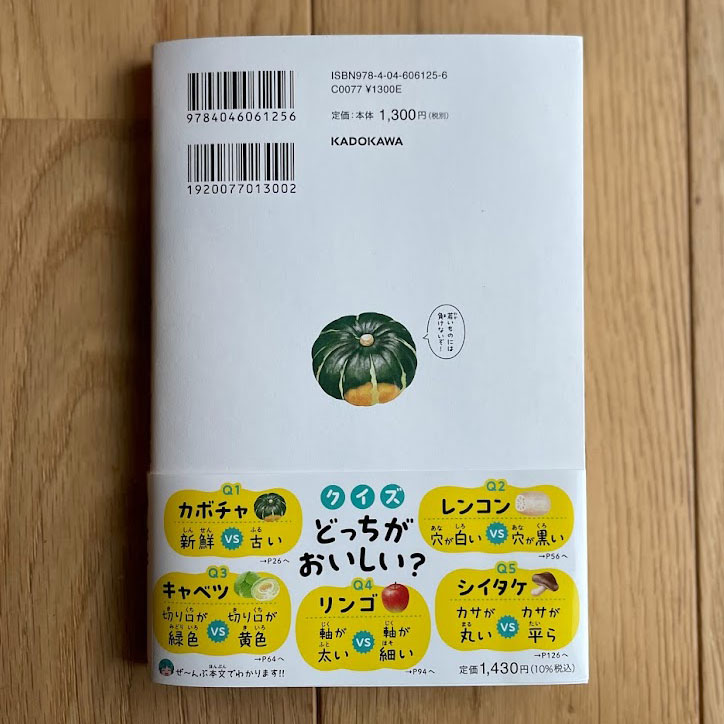 ISBN978-4-04-606125-6
C0077 ¥1300E
定価：本体 1,300円（税別）
KADOKAWA
9784046061256
1920077013002
若いものには
負けないぞ！
クイズ
どっちが
おいしい？
Q1
カボチャ
新鮮 VS 古い
→P26へ
Q2
レンコン
穴が白い VS 穴が黒い
→P56へ
Q3
キャベツ
切り口が緑色 VS 切り口が黄色
→P64へ
Q4
リンゴ
軸が太い VS 軸が細い
→P94へ
Q5
シイタケ
カサが丸い VS カサが平ら
→P126へ
ぜ〜んぶ本文でわかります!!
定価1,430円（10%税込）